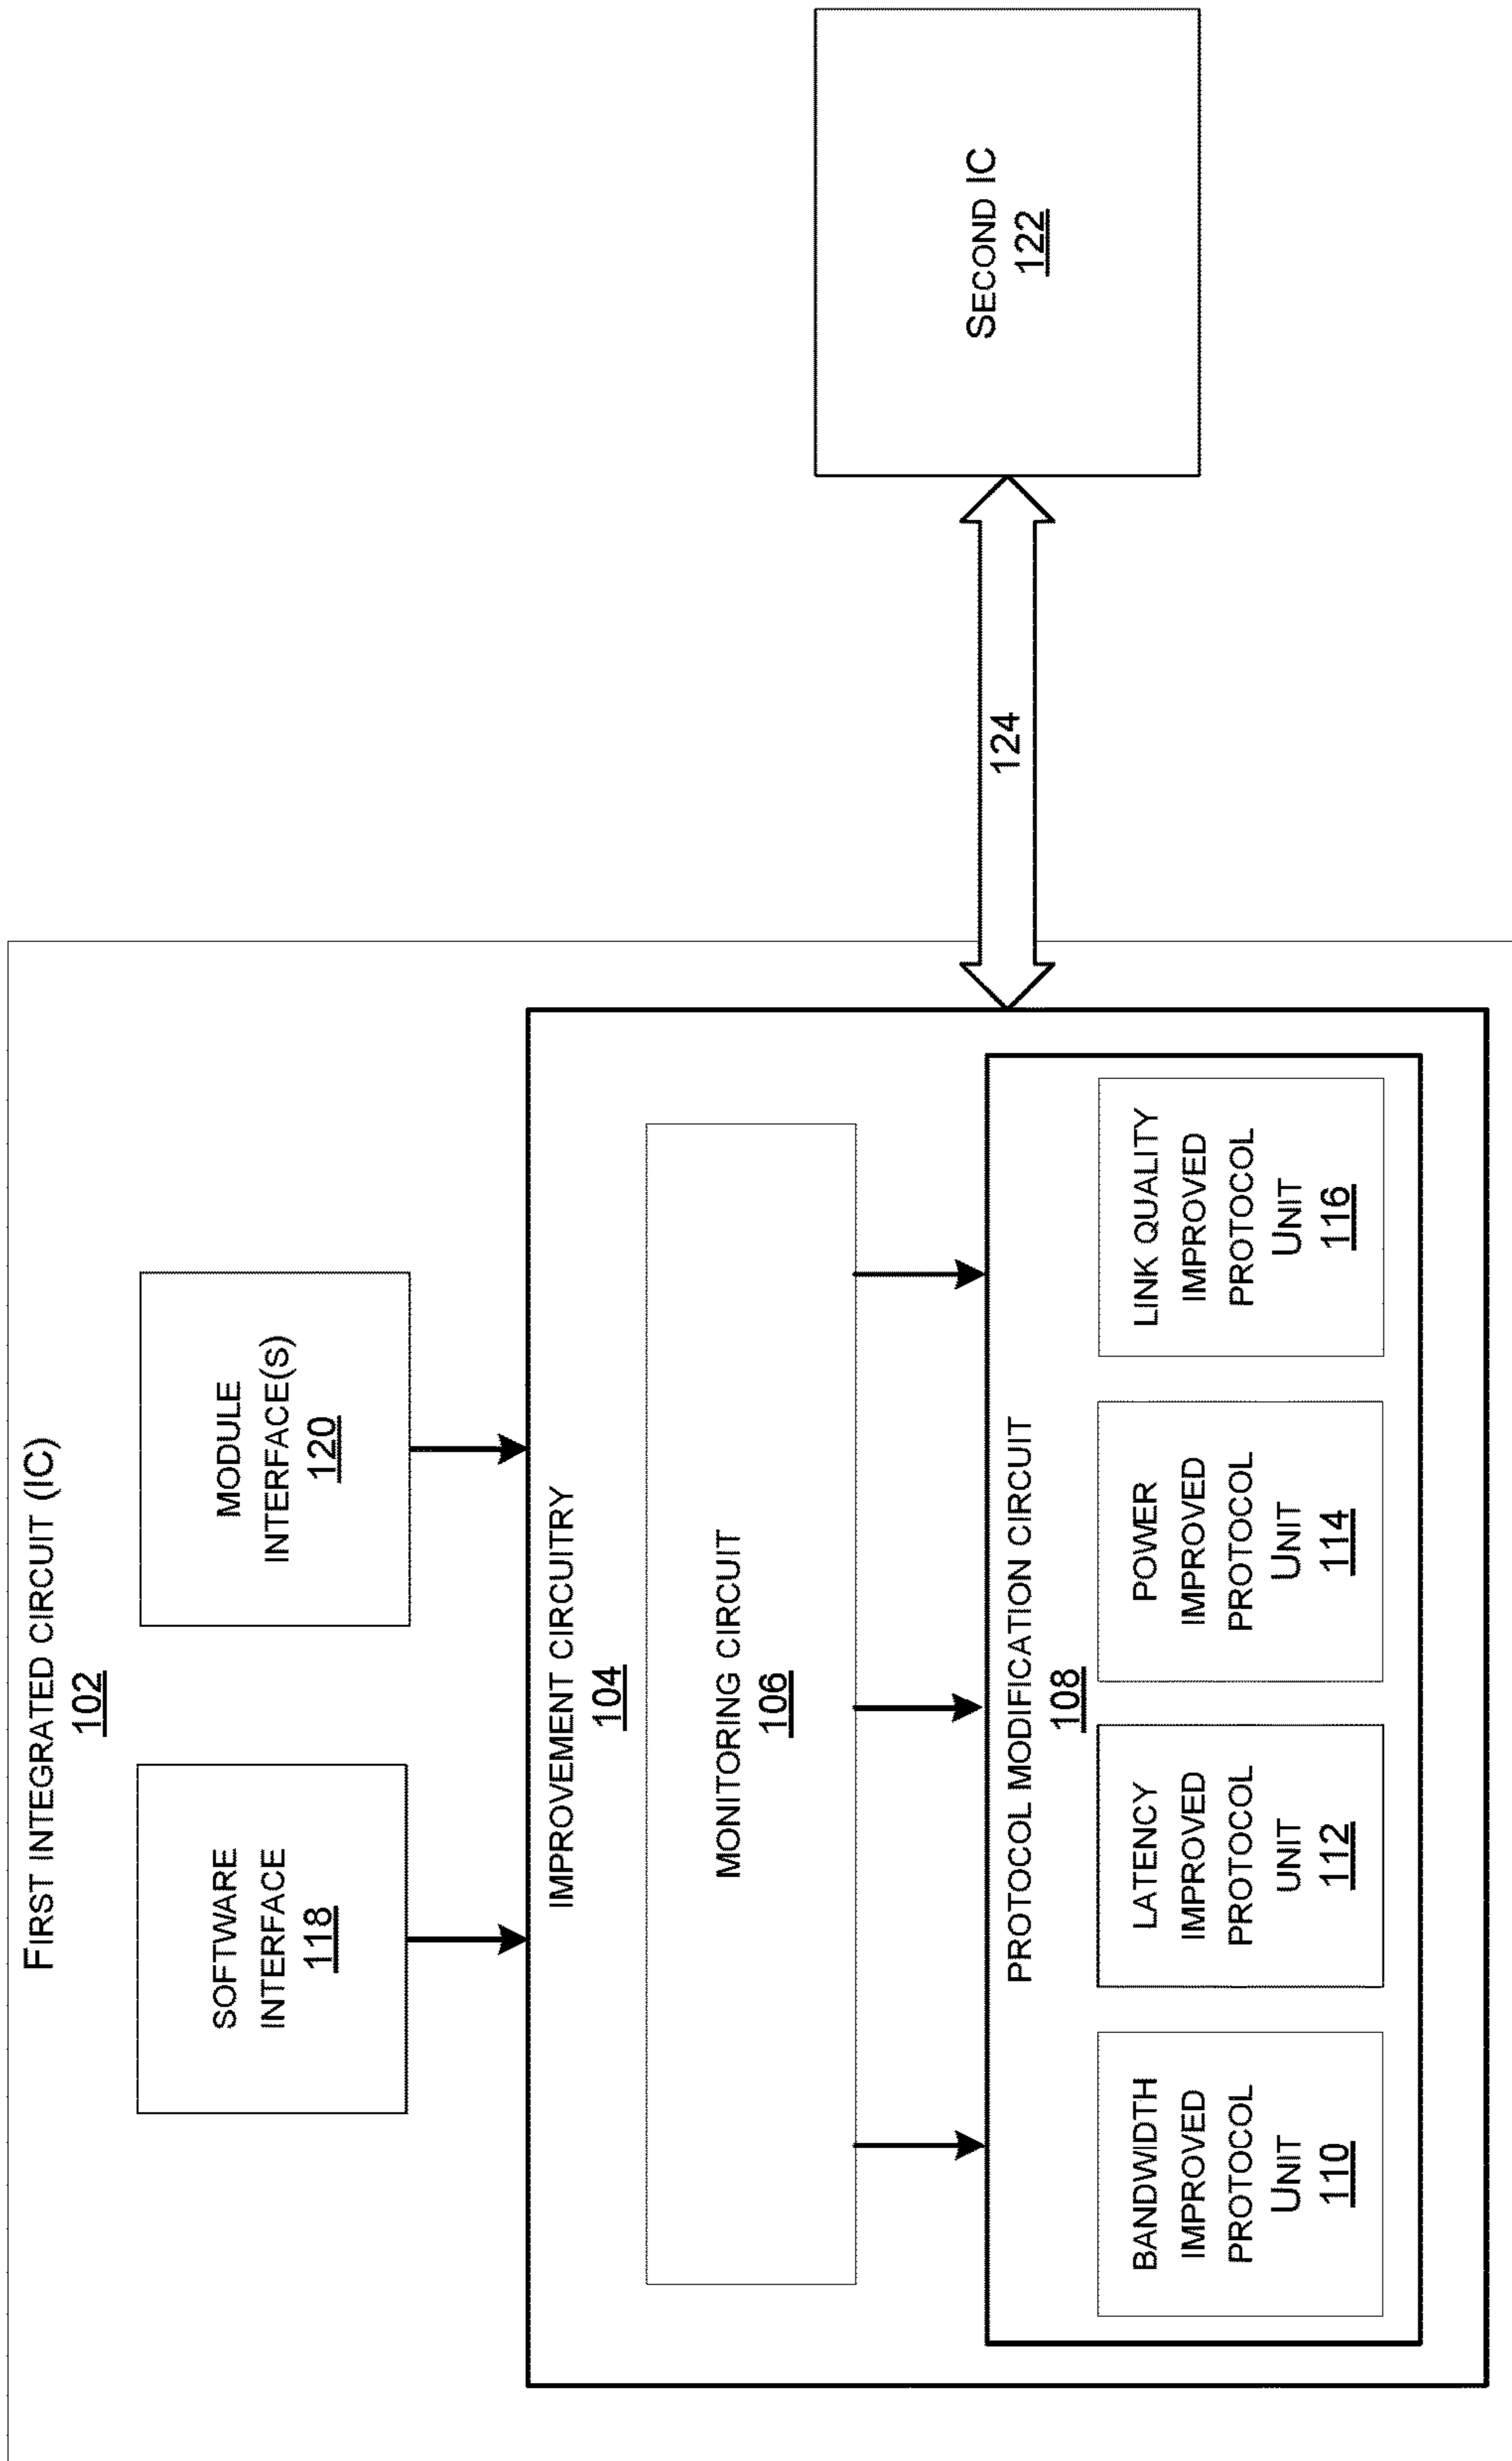 FIRST INTEGRATED CIRCUIT (IC)
102
SOFTWARE
INTERFACE
118
MODULE
INTERFACE(S)
120
IMPROVEMENT CIRCUITRY
104
MONITORING CIRCUIT
106
PROTOCOL MODIFICATION CIRCUIT
108
BANDWIDTH
IMPROVED
PROTOCOL
UNIT
110
LATENCY
IMPROVED
PROTOCOL
UNIT
112
POWER
IMPROVED
PROTOCOL
UNIT
114
LINK QUALITY
IMPROVED
PROTOCOL
UNIT
116
124
SECOND IC
122